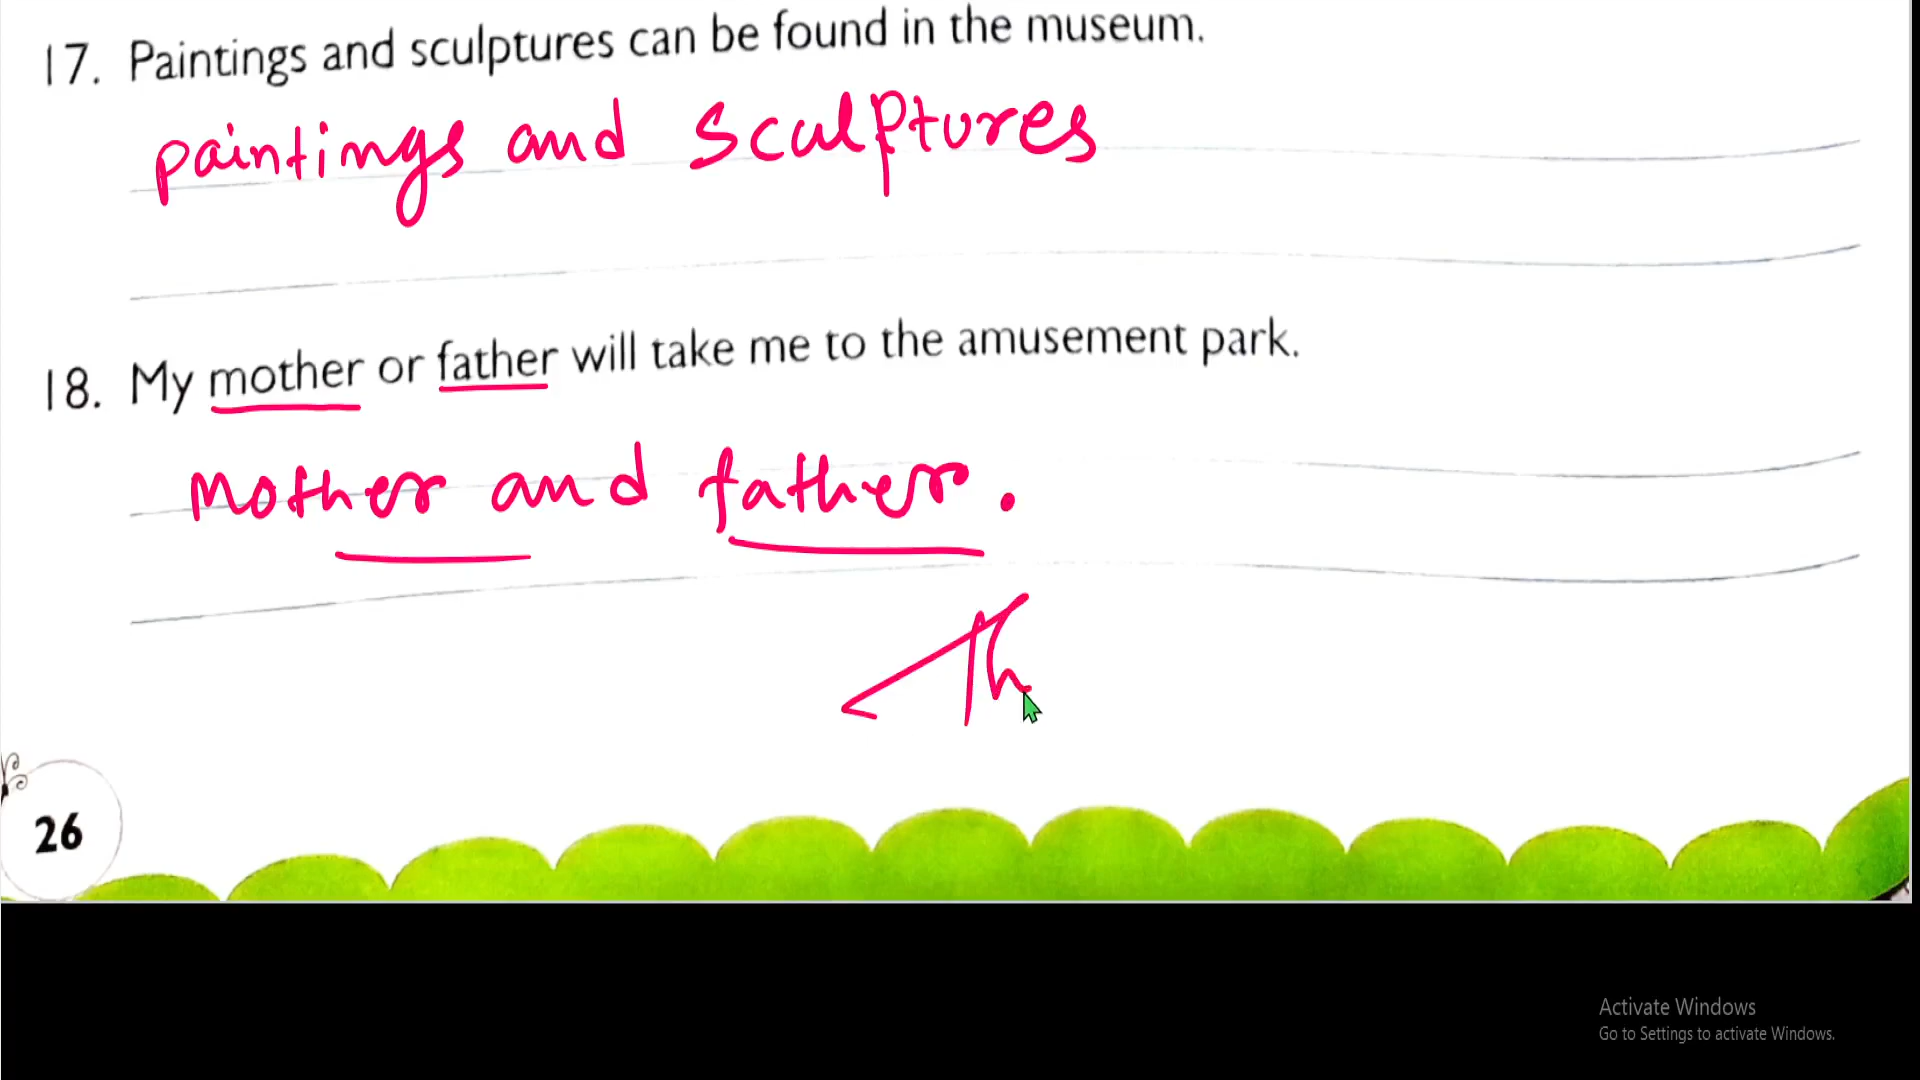 17. Paintings and sculptures can be found in the museum.
paintings and sculptures
18. My mother or father will take me to the amusement park.
Mother and father.
Th
26
Activate Windows
Go to Settings to activate Windows.